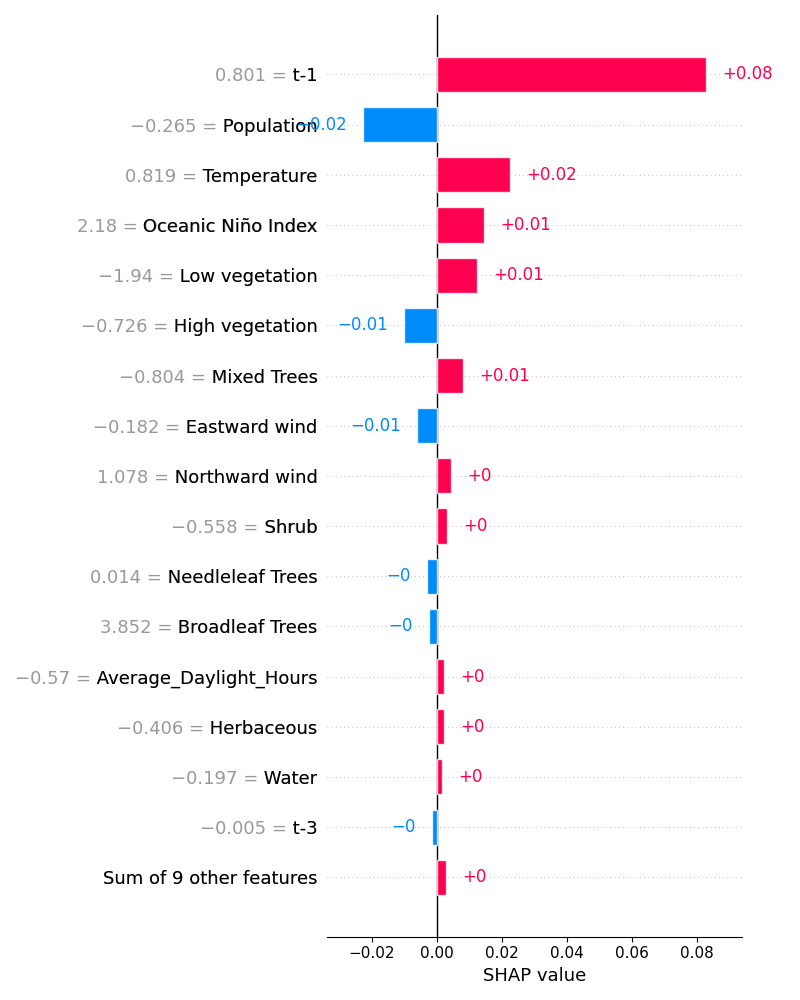 0.801 = t-1 +0.08
−0.265 = Population −0.02
0.819 = Temperature +0.02
2.18 = Oceanic Niño Index +0.01
−1.94 = Low vegetation +0.01
−0.726 = High vegetation −0.01
−0.804 = Mixed Trees +0.01
−0.182 = Eastward wind −0.01
1.078 = Northward wind +0
−0.558 = Shrub +0
0.014 = Needleleaf Trees −0
3.852 = Broadleaf Trees −0
−0.57 = Average_Daylight_Hours +0
−0.406 = Herbaceous +0
−0.197 = Water +0
−0.005 = t-3 −0
Sum of 9 other features +0
−0.02 0.00 0.02 0.04 0.06 0.08
SHAP value